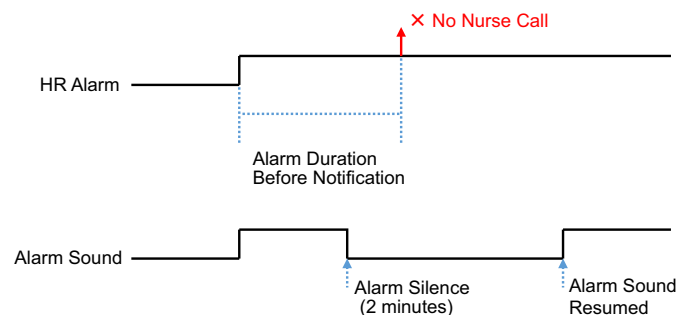 × No Nurse Call
HR Alarm
Alarm Duration
Before Notification
Alarm Sound
Alarm Silence
(2 minutes)
Alarm Sound
Resumed